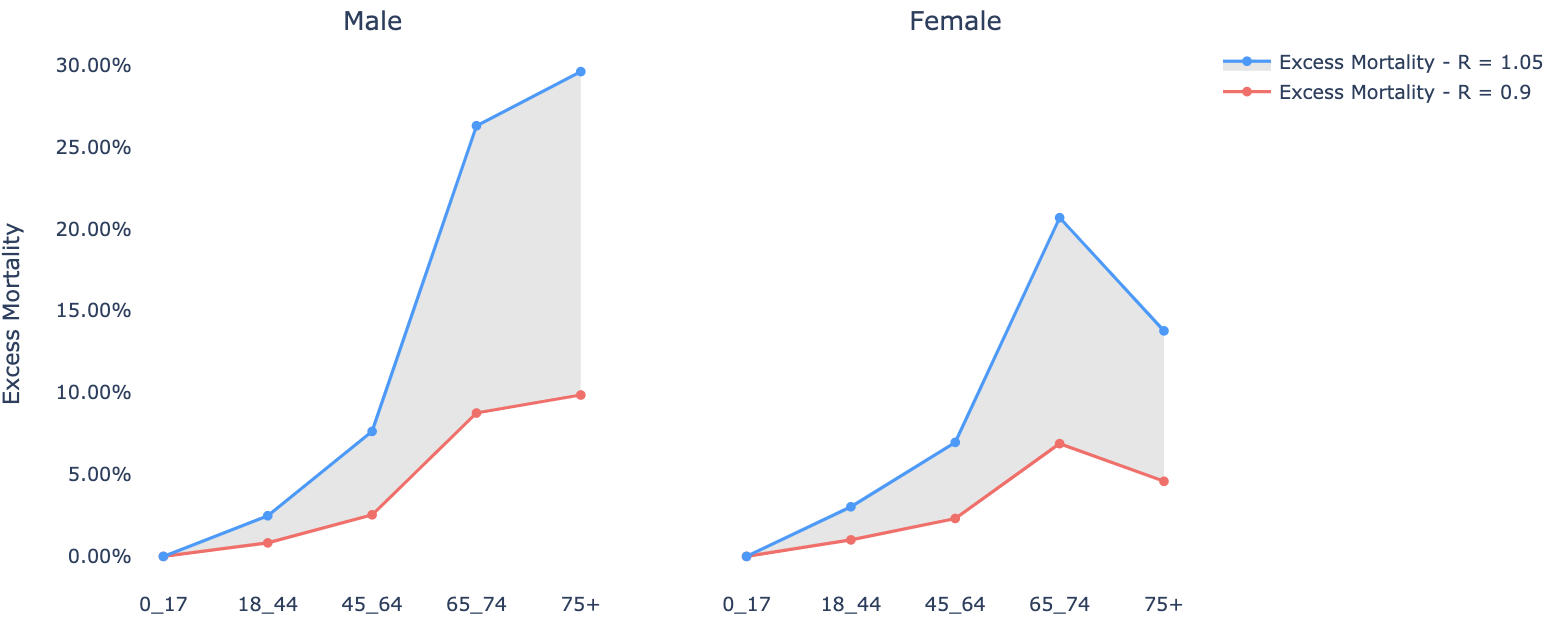 Male
Female
Excess Mortality - R = 1.05
Excess Mortality - R = 0.9
Excess Mortality
30.00%
25.00%
20.00%
15.00%
10.00%
5.00%
0.00%
0_17 18_44 45_64 65_74 75+
0_17 18_44 45_64 65_74 75+